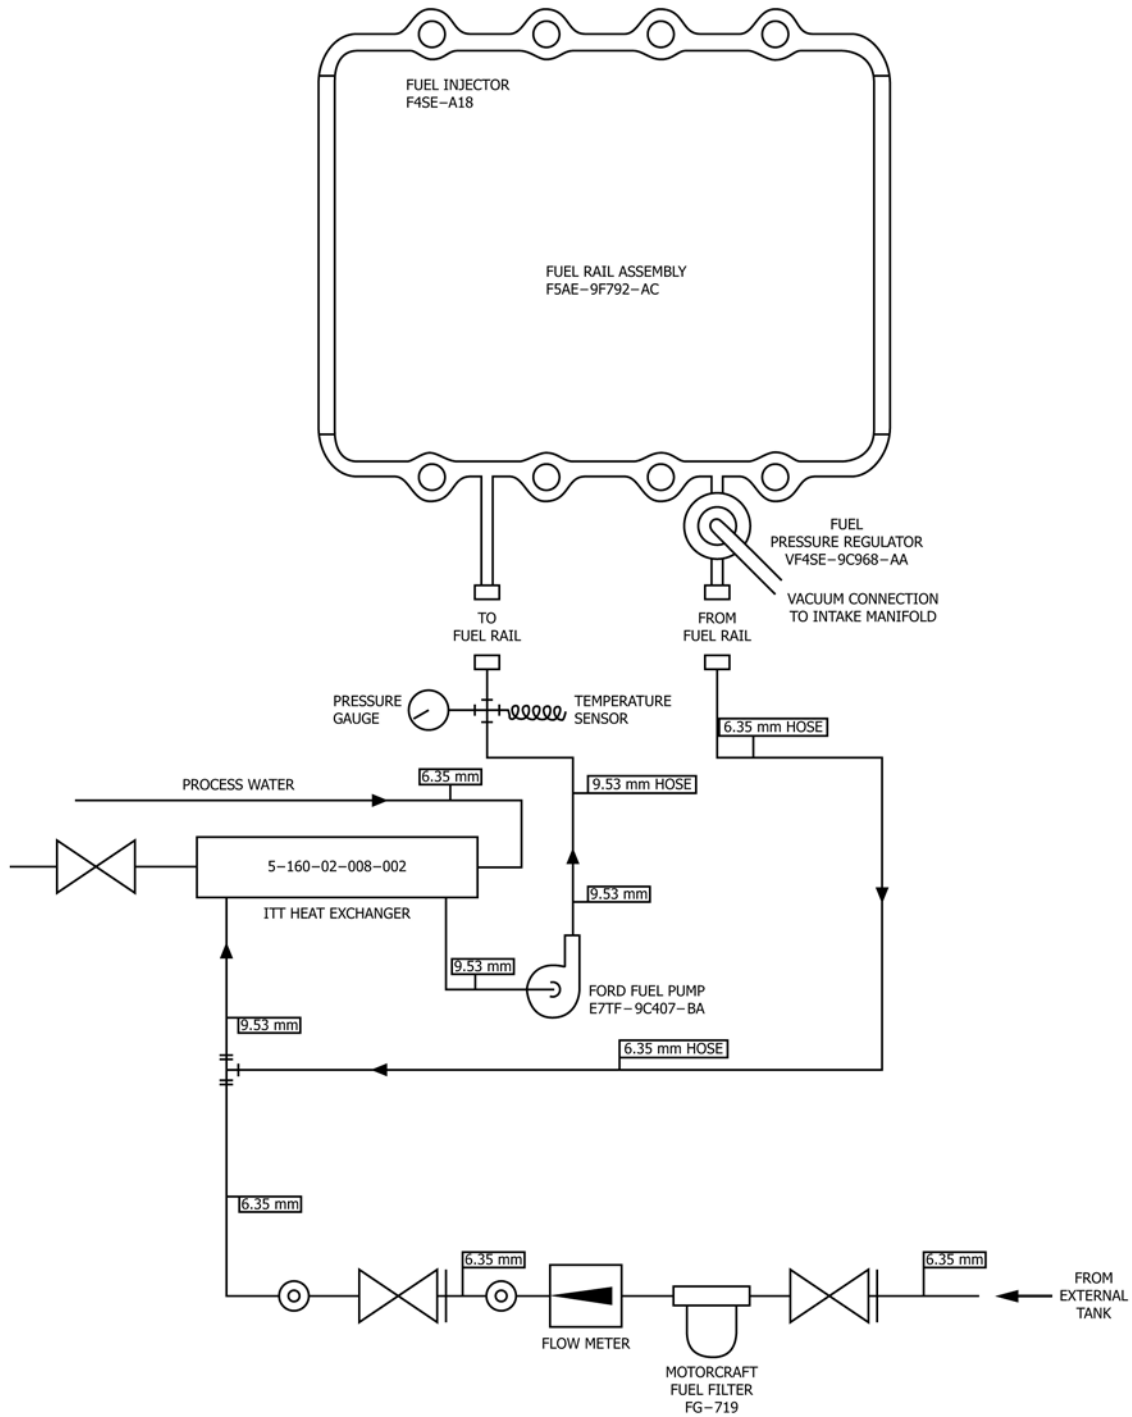 FUEL INJECTOR
F4SE−A18
FUEL RAIL ASSEMBLY
F5AE−9F792−AC
FUEL
PRESSURE REGULATOR
VF4SE−9C968−AA
VACUUM CONNECTION
TO INTAKE MANIFOLD
TO
FUEL RAIL
FROM
FUEL RAIL
PRESSURE
GAUGE
TEMPERATURE
SENSOR
6.35 mm HOSE
6.35 mm
PROCESS WATER
9.53 mm HOSE
5−160−02−008−002
9.53 mm
ITT HEAT EXCHANGER
9.53 mm
FORD FUEL PUMP
E7TF−9C407−BA
9.53 mm
6.35 mm HOSE
6.35 mm
6.35 mm
6.35 mm
FROM
EXTERNAL
TANK
FLOW METER
MOTORCRAFT
FUEL FILTER
FG−719